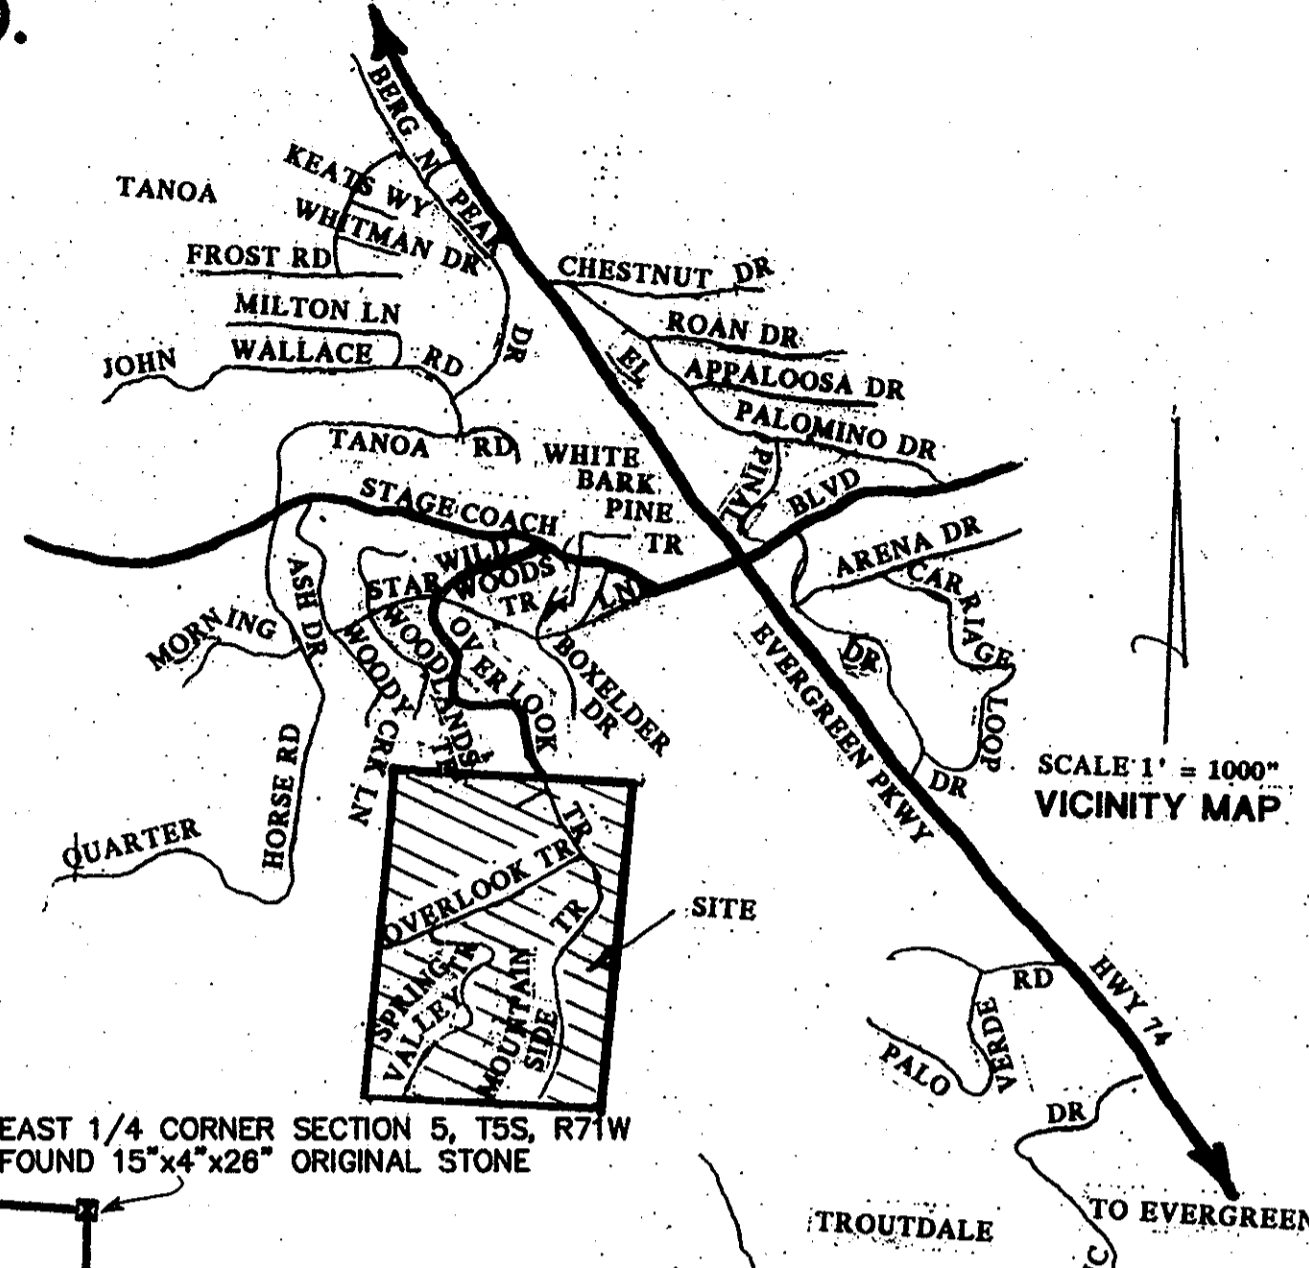 BERG N
PEAK
DR
KEATS WY
TANOA
WHITMAN DR
FROST RD
CHESTNUT DR
MILTON LN
ROAN DR
JOHN WALLACE RD
EL
APPALOOSA DR
PALOMINO DR
PINAL
TANOA RD
WHITE
BARK
PINE
TR
STAGECOACH
BLVD
ARENA DR
CARRIAGE
LOOP
WILD
WOODS
TR
STAR
LN
ASH DR
MORNING
WOODY
CRK LN
WOODLANDS
TR
OVERLOOK
TR
BOXELDER
DR
EVERGREEN PKWY
DR
DR
SCALE 1' = 1000"
VICINITY MAP
HORSE RD
QUARTER
OVERLOOK TR
TR
SITE
SPRING
TR
VALLEY
MOUNTAIN
SIDE
HWY 74
RD
VERDE
PALO
DR
EAST 1/4 CORNER SECTION 5, T5S, R71W
FOUND 15"x4"x26" ORIGINAL STONE
TROUTDALE
TO EVERGREEN